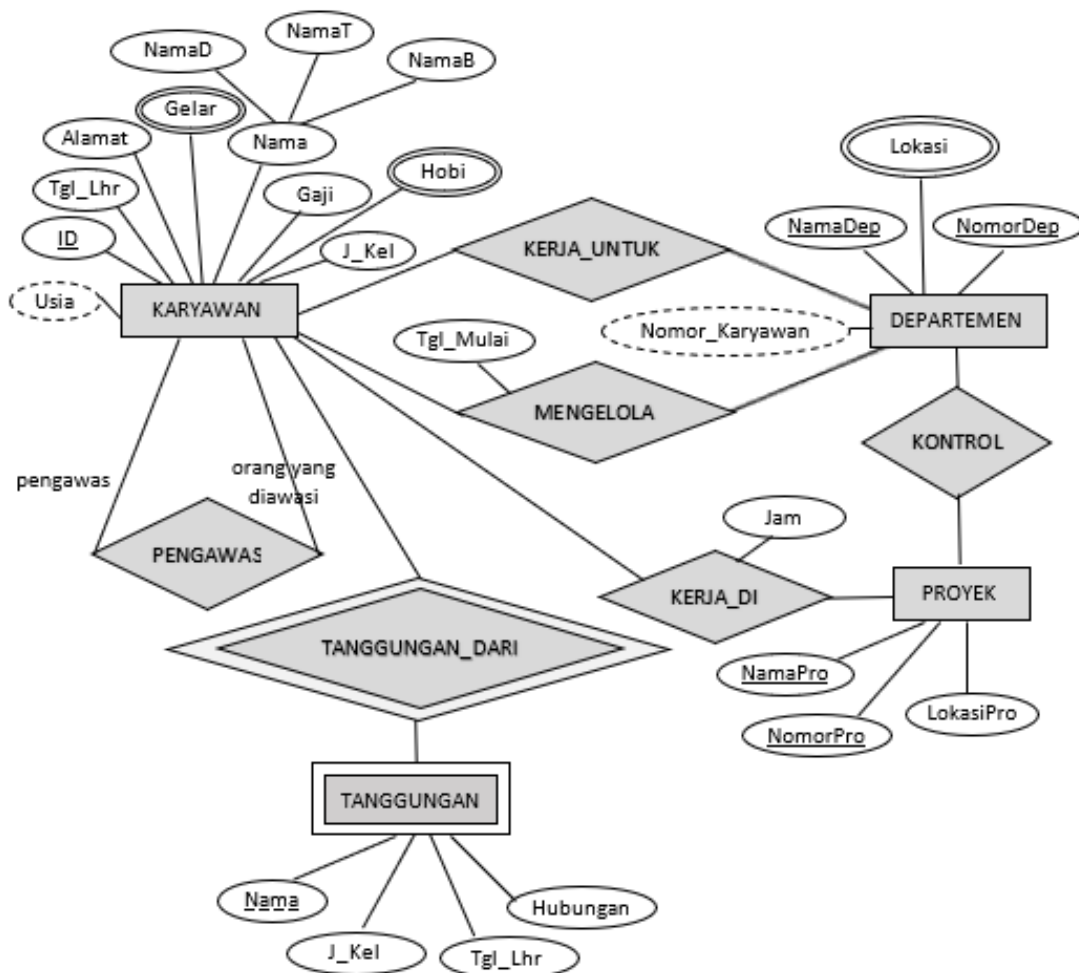 NamaT
NamaD
NamaB
Gelar
Alamat
Nama
Lokasi
Hobi
Tgl_Lhr
Gaji
NamaDep
NomorDep
ID
J_Kel
KERJA_UNTUK
Usia
KARYAWAN
DEPARTEMEN
Nomor_Karyawan
Tgl_Mulai
MENGELOLA
KONTROL
pengawas
orang yang
diawasi
Jam
PENGAWAS
KERJA_DI
PROYEK
TANGGUNGAN_DARI
NamaPro
LokasiPro
NomorPro
TANGGUNGAN
Nama
Hubungan
J_Kel
Tgl_Lhr